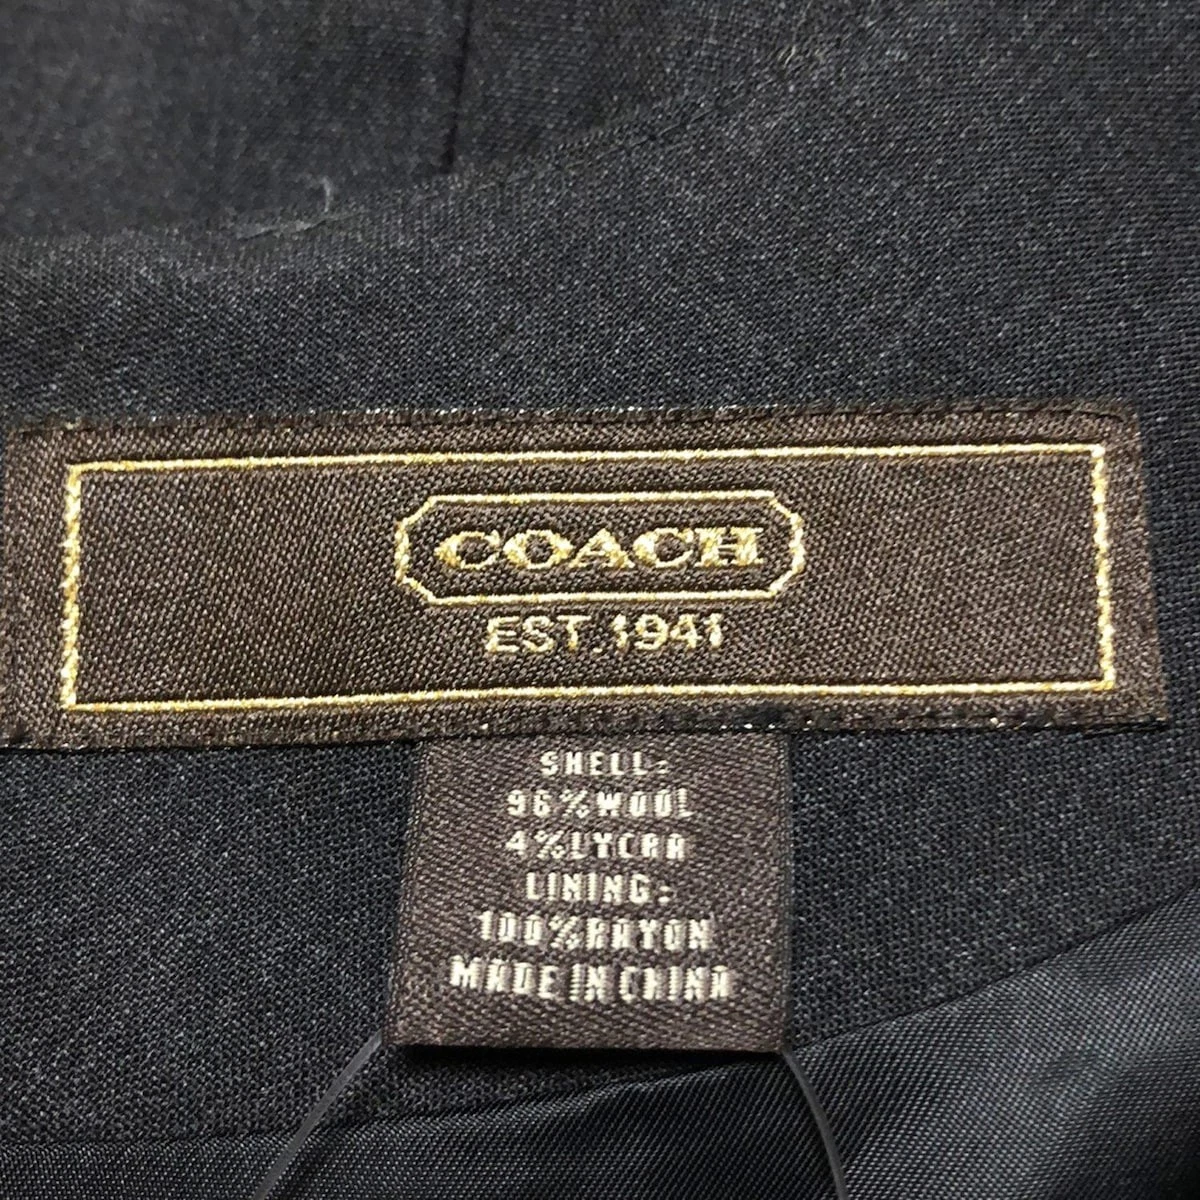 COACH
EST.1941
SHELL:
96%WOOL
4%LYCRA
LINING:
100%RAYON
MADE IN CHINA